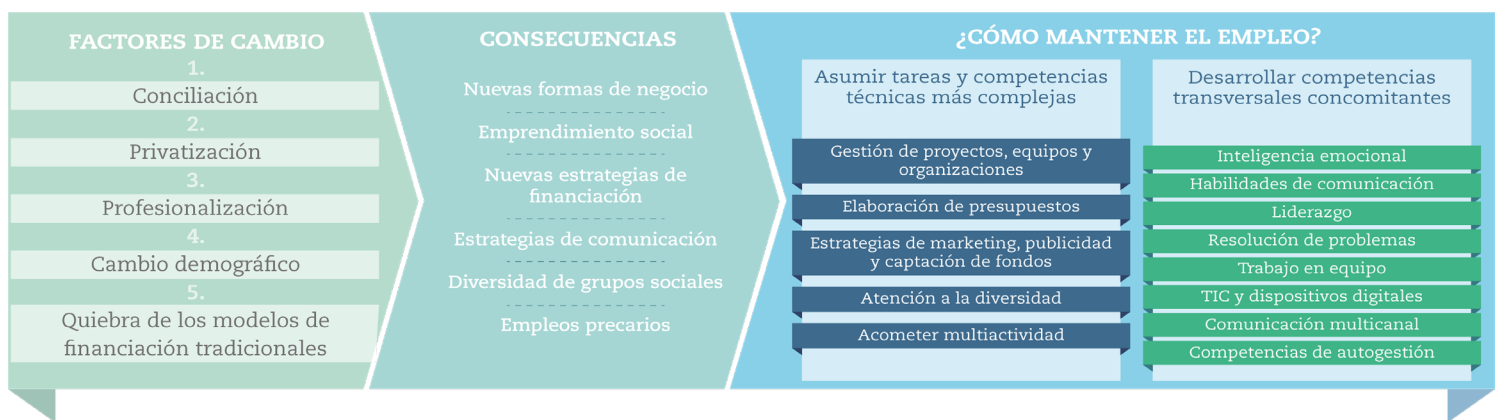 FACTORES DE CAMBIO
1.
Conciliación
2.
Privatización
3.
Profesionalización
4.
Cambio demográfico
5.
Quiebra de los modelos de
financiación tradicionales
CONSECUENCIAS
Nuevas formas de negocio
Emprendimiento social
Nuevas estrategias de
financiación
Estrategias de comunicación
Diversidad de grupos sociales
Empleos precarios
¿CÓMO MANTENER EL EMPLEO?
Asumir tareas y competencias
técnicas más complejas
Gestión de proyectos, equipos y
organizaciones
Elaboración de presupuestos
Estrategias de marketing, publicidad
y captación de fondos
Atención a la diversidad
Acometer multiactividad
Desarrollar competencias
transversales concomitantes
Inteligencia emocional
Habilidades de comunicación
Liderazgo
Resolución de problemas
Trabajo en equipo
TIC y dispositivos digitales
Comunicación multicanal
Competencias de autogestión